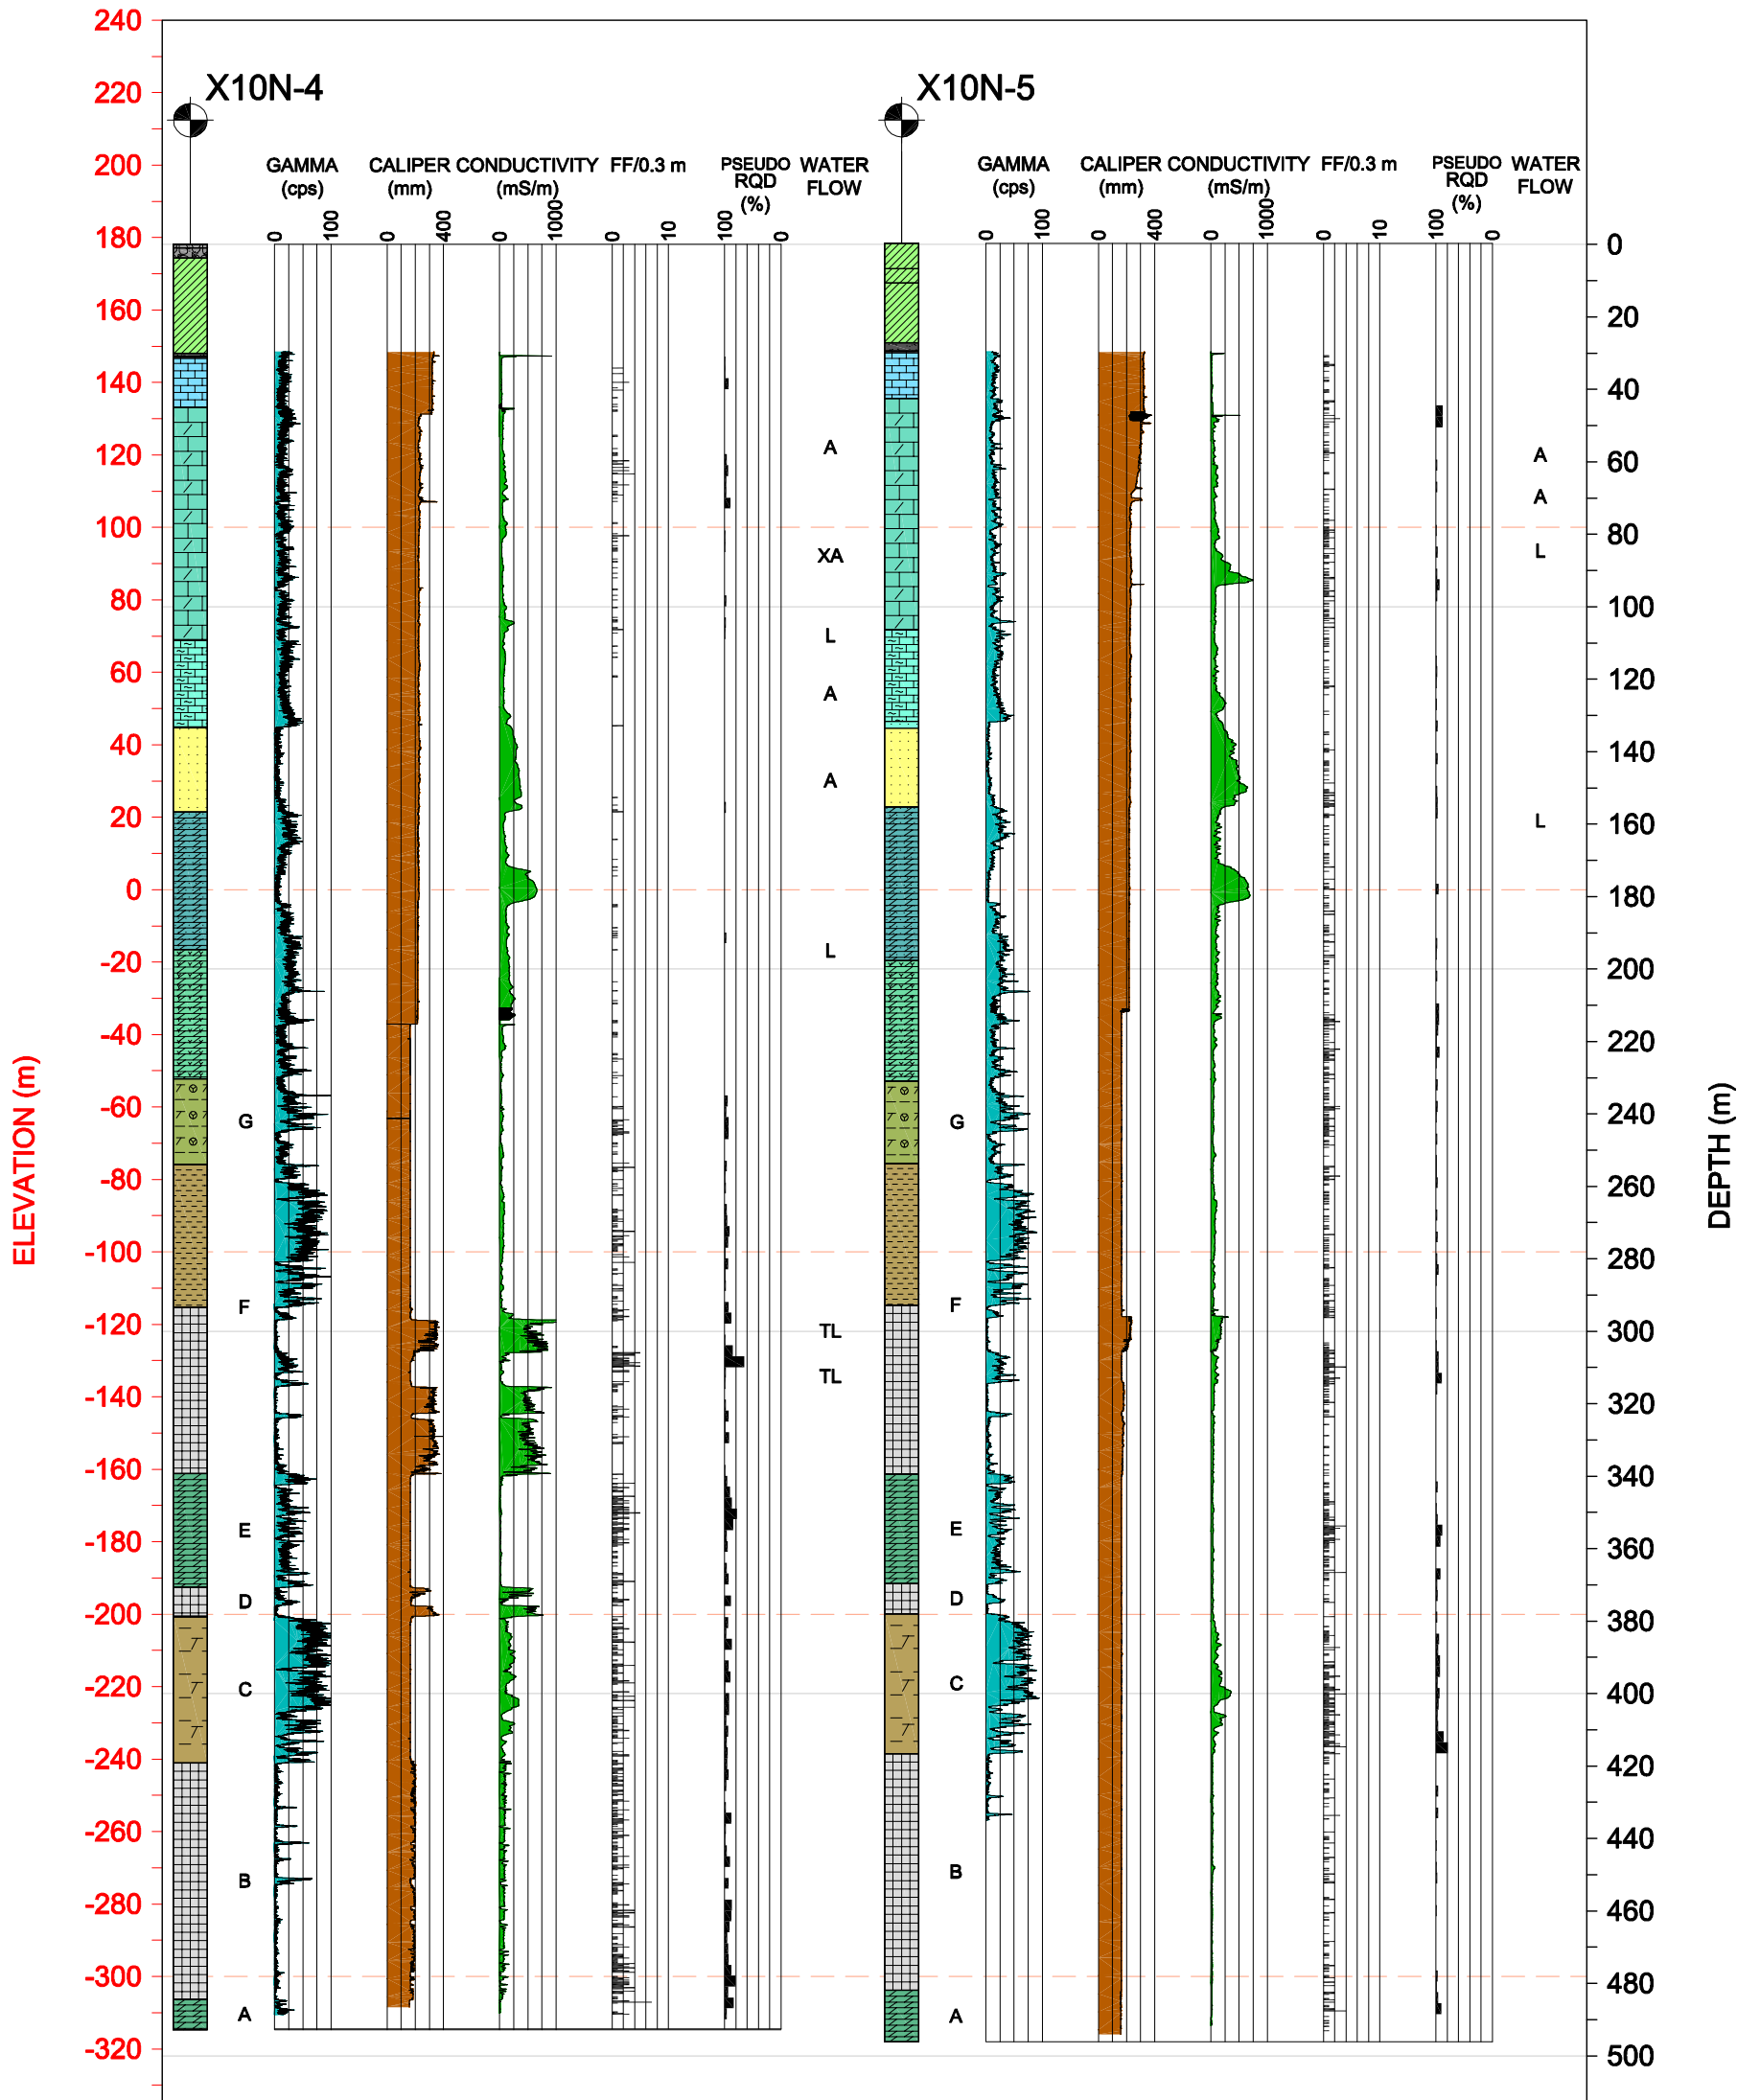 X10N-4
X10N-5
GAMMA
(cps)
CALIPER
(mm)
CONDUCTIVITY
(mS/m)
FF/0.3 m
PSEUDO
RQD
(%)
WATER
FLOW
GAMMA
(cps)
CALIPER
(mm)
CONDUCTIVITY
(mS/m)
FF/0.3 m
PSEUDO
RQD
(%)
WATER
FLOW
0 100 0 400 0 1000 0 10 100 0
0 100 0 400 0 1000 0 10 100 0
ELEVATION (m)
240
220
200
180
160
140
120
100
80
60
40
20
0
-20
-40
-60
-80
-100
-120
-140
-160
-180
-200
-220
-240
-260
-280
-300
-320
G
F
E
D
C
B
A
A
XA
L
A
A
L
TL
TL
G
F
E
D
C
B
A
A
A
L
L
0
20
40
60
80
100
120
140
160
180
200
220
240
260
280
300
320
340
360
380
400
420
440
460
480
500
DEPTH (m)